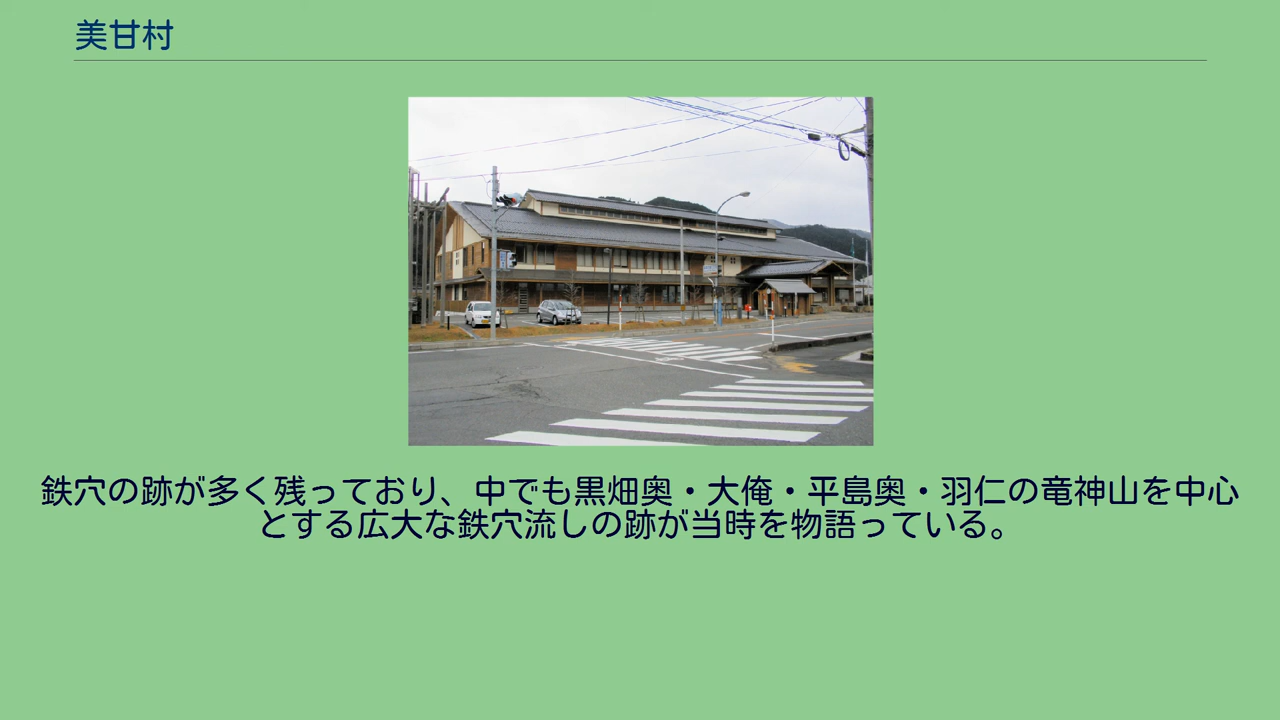 美甘村
鉄穴の跡が多く残っており、中でも黒畑奥・大俺・平島奥・羽仁の竜神山を中心
とする広大な鉄穴流しの跡が当時を物語っている。